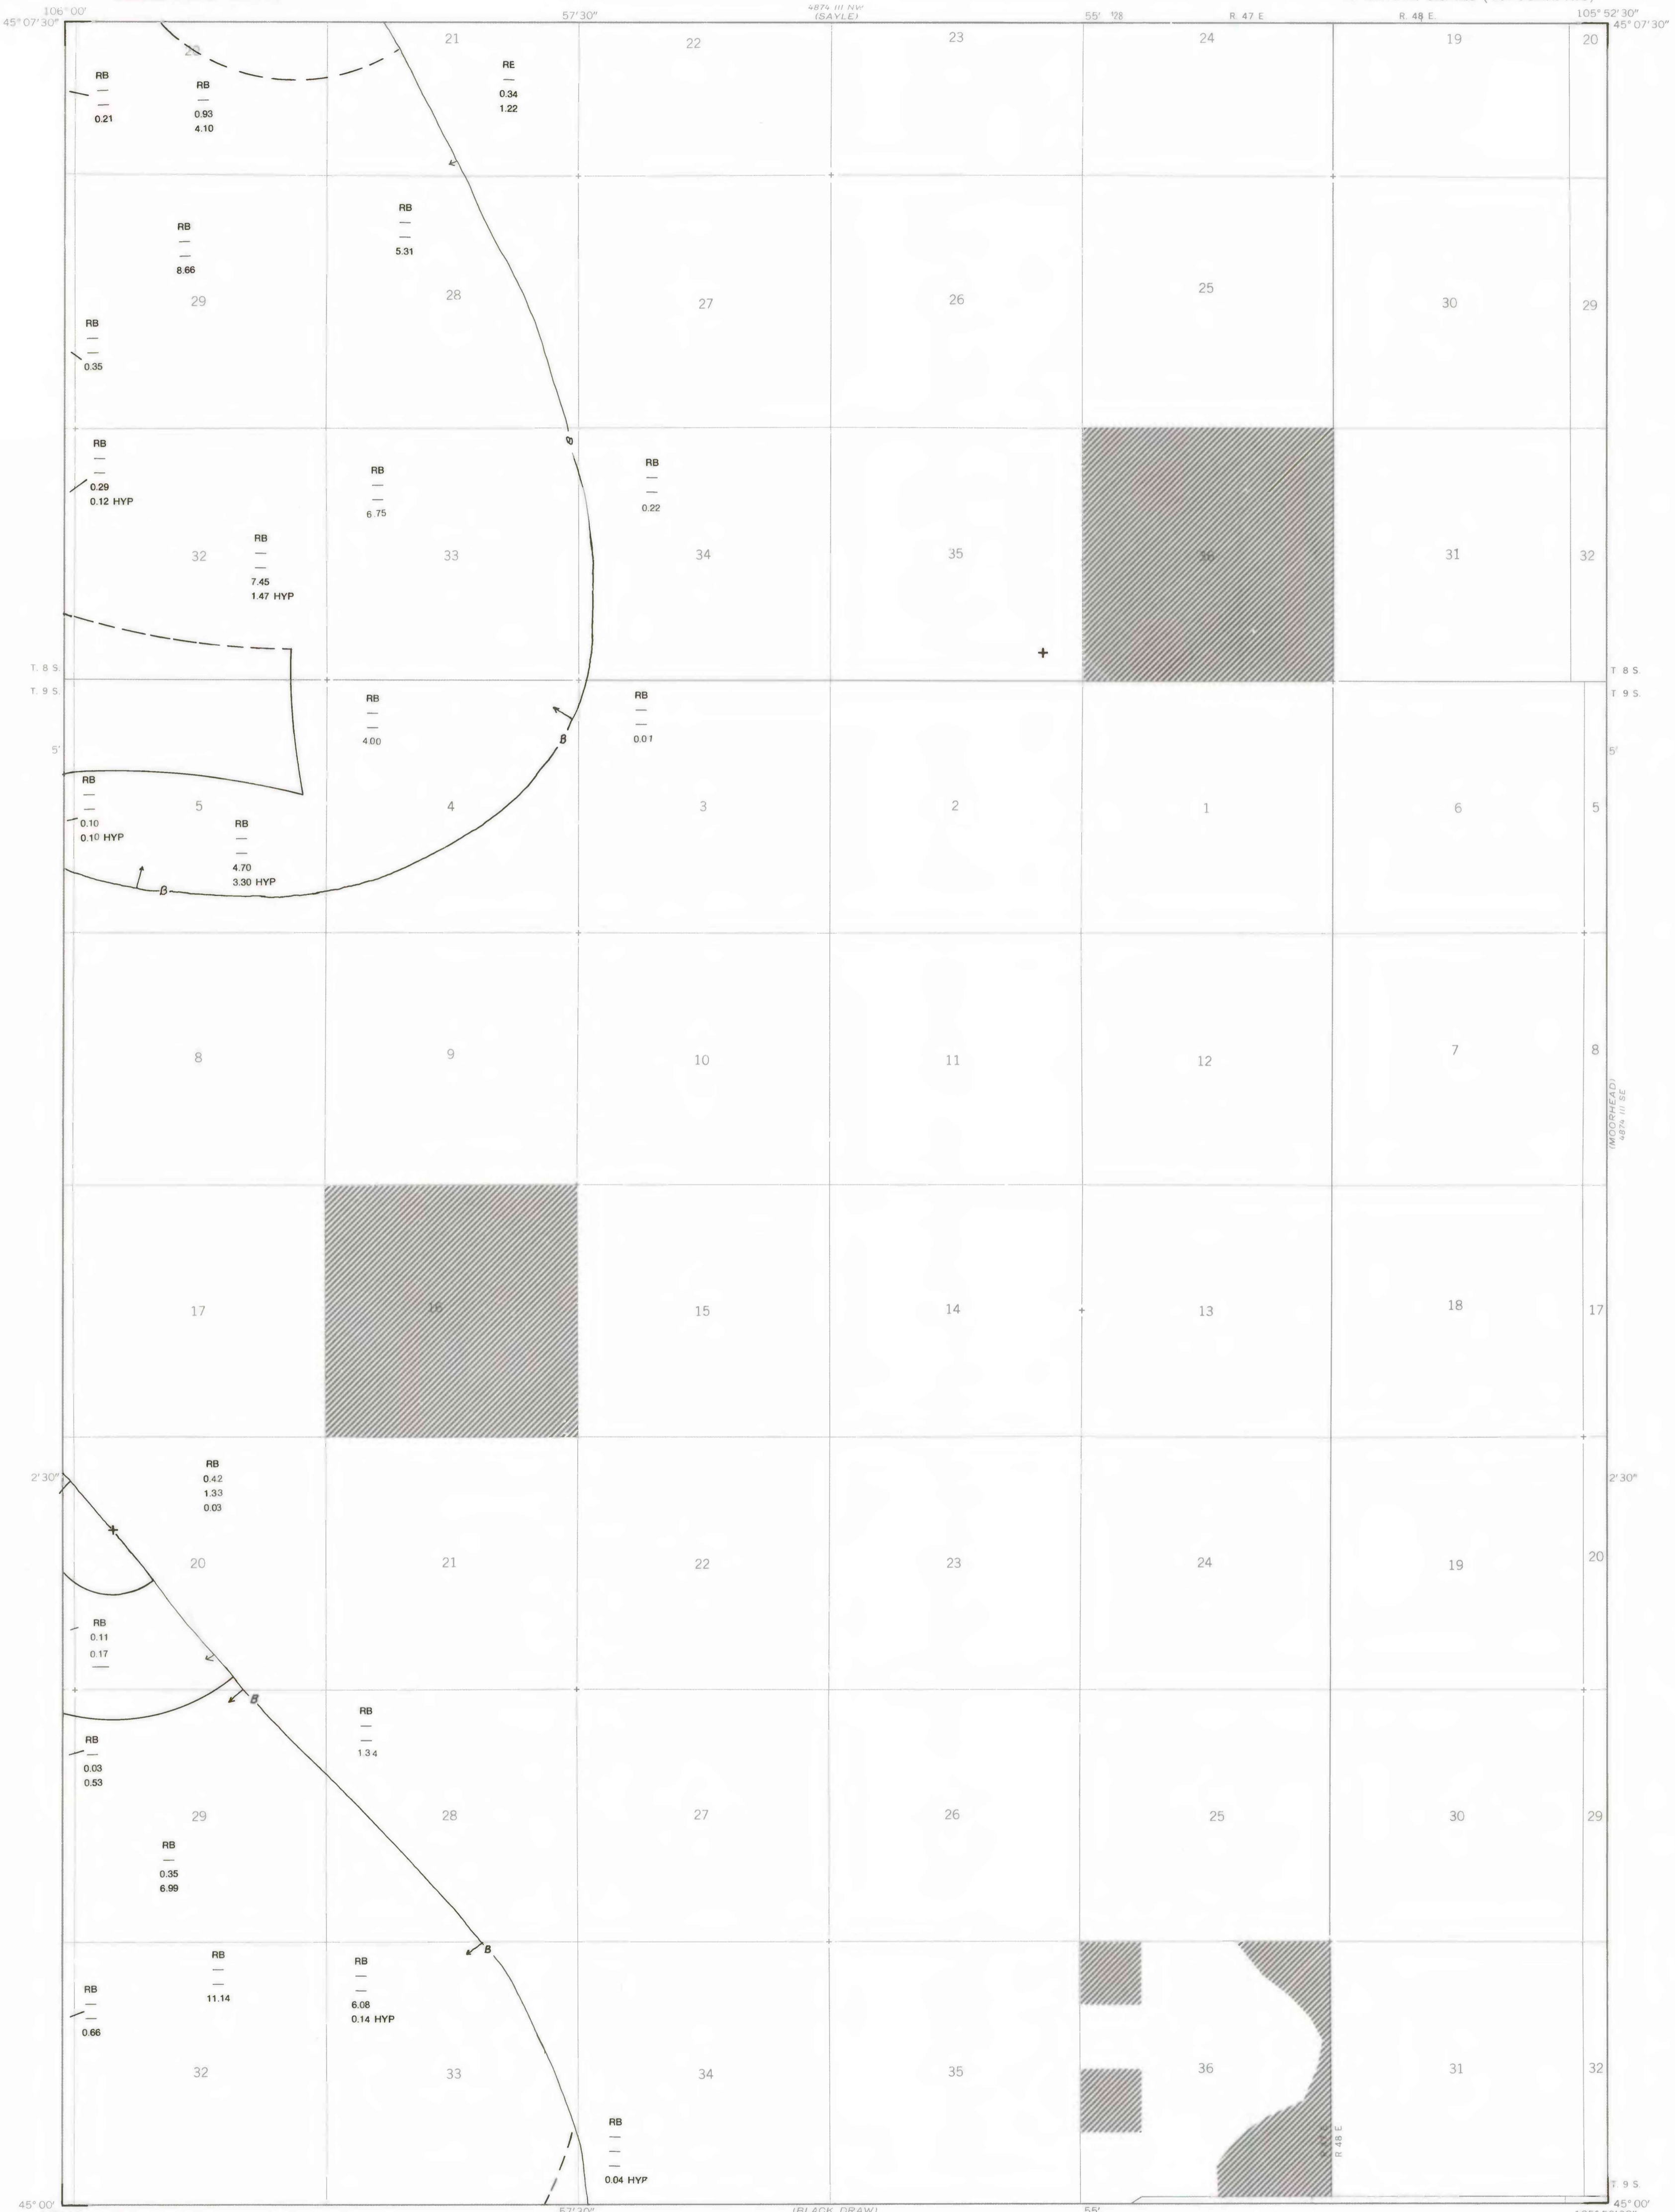 4874 III NW
106° 00'
57' 30"
(SAYLE)
55'
R. 47 E.
R. 48 E.
105° 52' 30"
45° 07' 30"
45° 07' 30"
20
21
22
23
24
19
20
RB
—
—
0.21
RB
—
0.93
4.10
RE
—
0.34
1.22
RB
—
—
5.31
RB
—
—
8.66
29
28
27
26
25
30
29
RB
—
—
0.35
B
RB
—
—
0.29
0.12 HYP
RB
—
—
6.75
RB
—
—
0.22
RB
—
—
7.45
1.47 HYP
32
33
34
35
36
31
32
T. 8 S.
T. 9 S.
T 8 S.
T 9 S.
RB
—
—
4.00
RB
—
—
0.01
5'
B
5'
RB
—
—
0.10
0.10 HYP
5
4
3
2
1
6
5
RB
—
—
4.70
3.30 HYP
B
8
9
10
11
12
7
8
(MOORHEAD)
4874 III SE
17
16
15
14
13
18
17
2' 30"
2' 30"
RB
0.42
1.33
0.03
20
21
22
23
24
19
20
RB
0.11
0.17
—
B
RB
—
—
1.34
RB
—
0.03
0.53
29
28
27
26
25
30
29
RB
—
0.35
6.99
B
RB
—
—
11.14
RB
—
—
6.08
0.14 HYP
RB
—
—
0.66
32
33
34
35
36
31
32
RB
—
—
—
0.04 HYP
R 48 E
T 9 S.
45° 00'
57' 30"
(BLACK DRAW)
55'
45° 00'